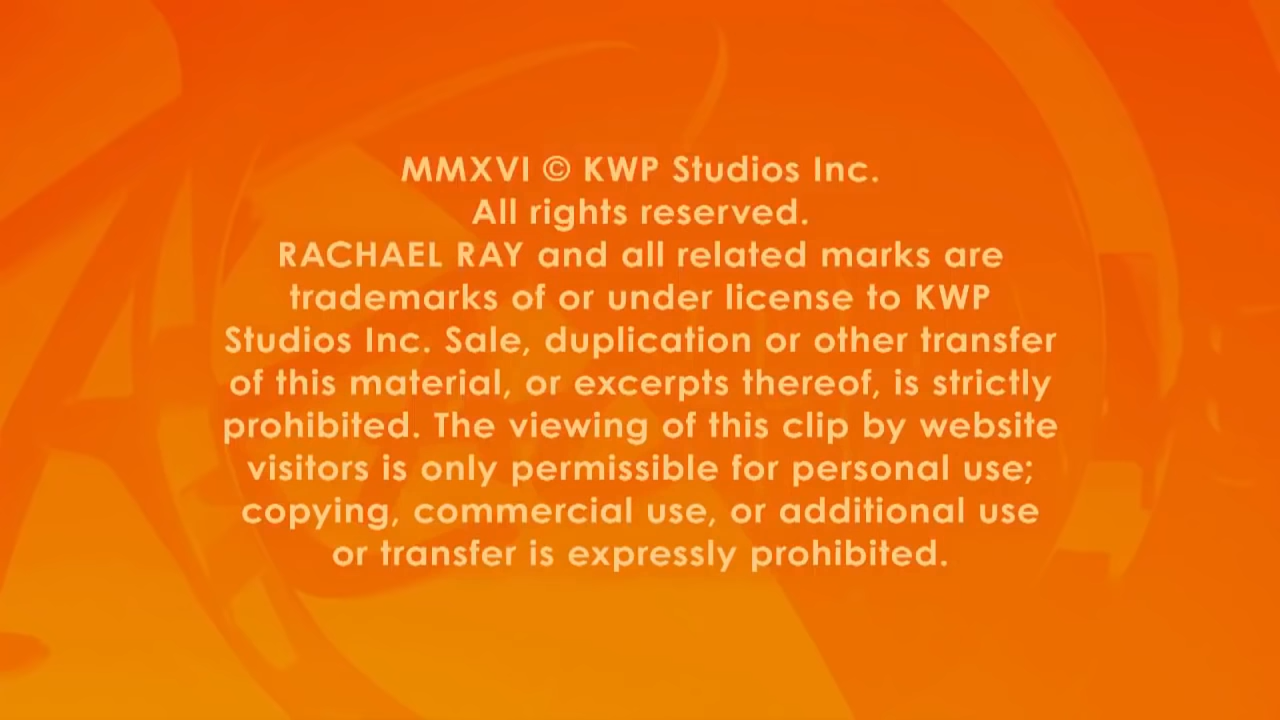 MMXVI © KWP Studios Inc.
All rights reserved.
RACHAEL RAY and all related marks are
trademarks of or under license to KWP
Studios Inc. Sale, duplication or other transfer
of this material, or excerpts thereof, is strictly
prohibited. The viewing of this clip by website
visitors is only permissible for personal use;
copying, commercial use, or additional use
or transfer is expressly prohibited.